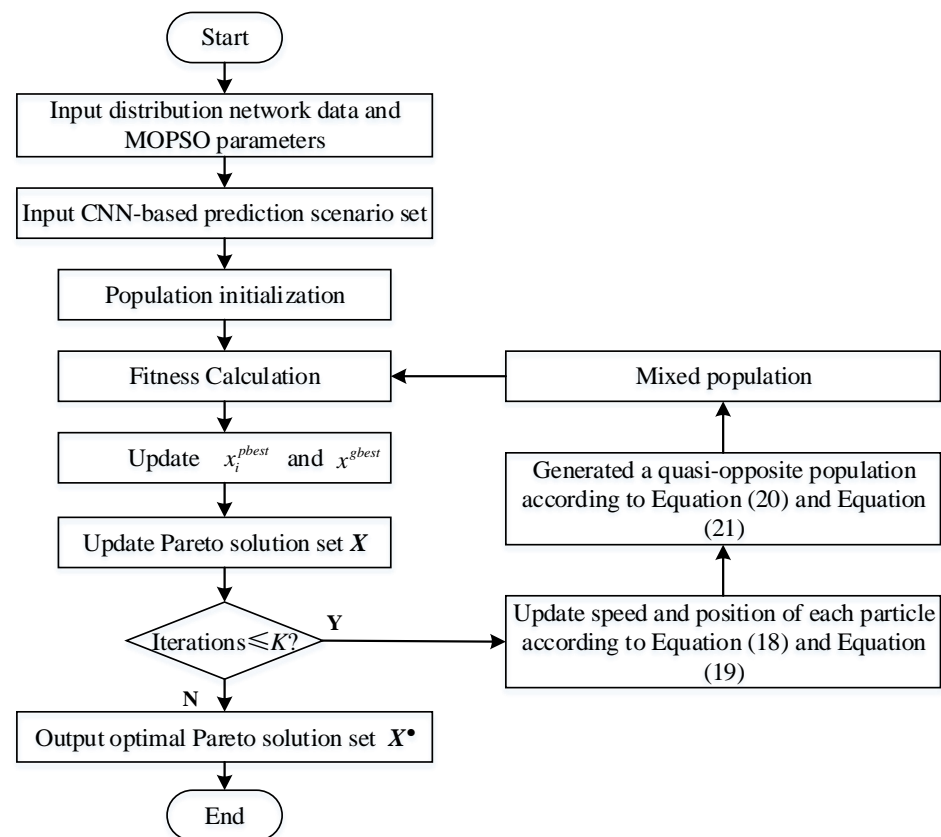 Start
Input distribution network data and
MOPSO parameters
Input CNN-based prediction scenario set
Population initialization
Fitness Calculation
Mixed population
Update x_i^{pbest} and x^{gbest}
Generated a quasi-opposite population
according to Equation (20) and Equation
(21)
Update Pareto solution set X
Update speed and position of each particle
according to Equation (18) and Equation
(19)
Iterations≤K?
Y
N
Output optimal Pareto solution set X•
End